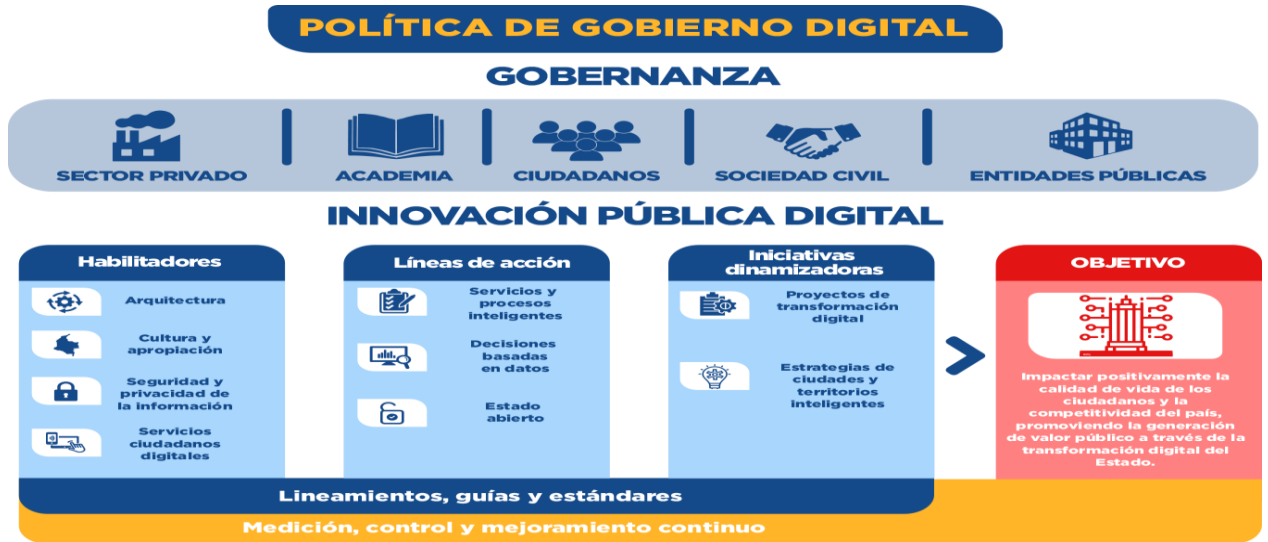 POLÍTICA DE GOBIERNO DIGITAL
GOBERNANZA
SECTOR PRIVADO
ACADEMIA
CIUDADANOS
SOCIEDAD CIVIL
ENTIDADES PÚBLICAS
INNOVACIÓN PÚBLICA DIGITAL
Habilitadores
Arquitectura
Cultura y
apropiación
Seguridad y
privacidad de
la información
Servicios
ciudadanos
digitales
Líneas de acción
Servicios y
procesos
inteligentes
Decisiones
basadas
en datos
Estado
abierto
Iniciativas
dinamizadoras
Proyectos de
transformación
digital
Estrategias de
ciudades y
territorios
inteligentes
OBJETIVO
Impactar positivamente la
calidad de vida de los
ciudadanos y la
competitividad del país,
promoviendo la generación
de valor público a través de la
transformación digital del
Estado.
Lineamientos, guías y estándares
Medición, control y mejoramiento continuo